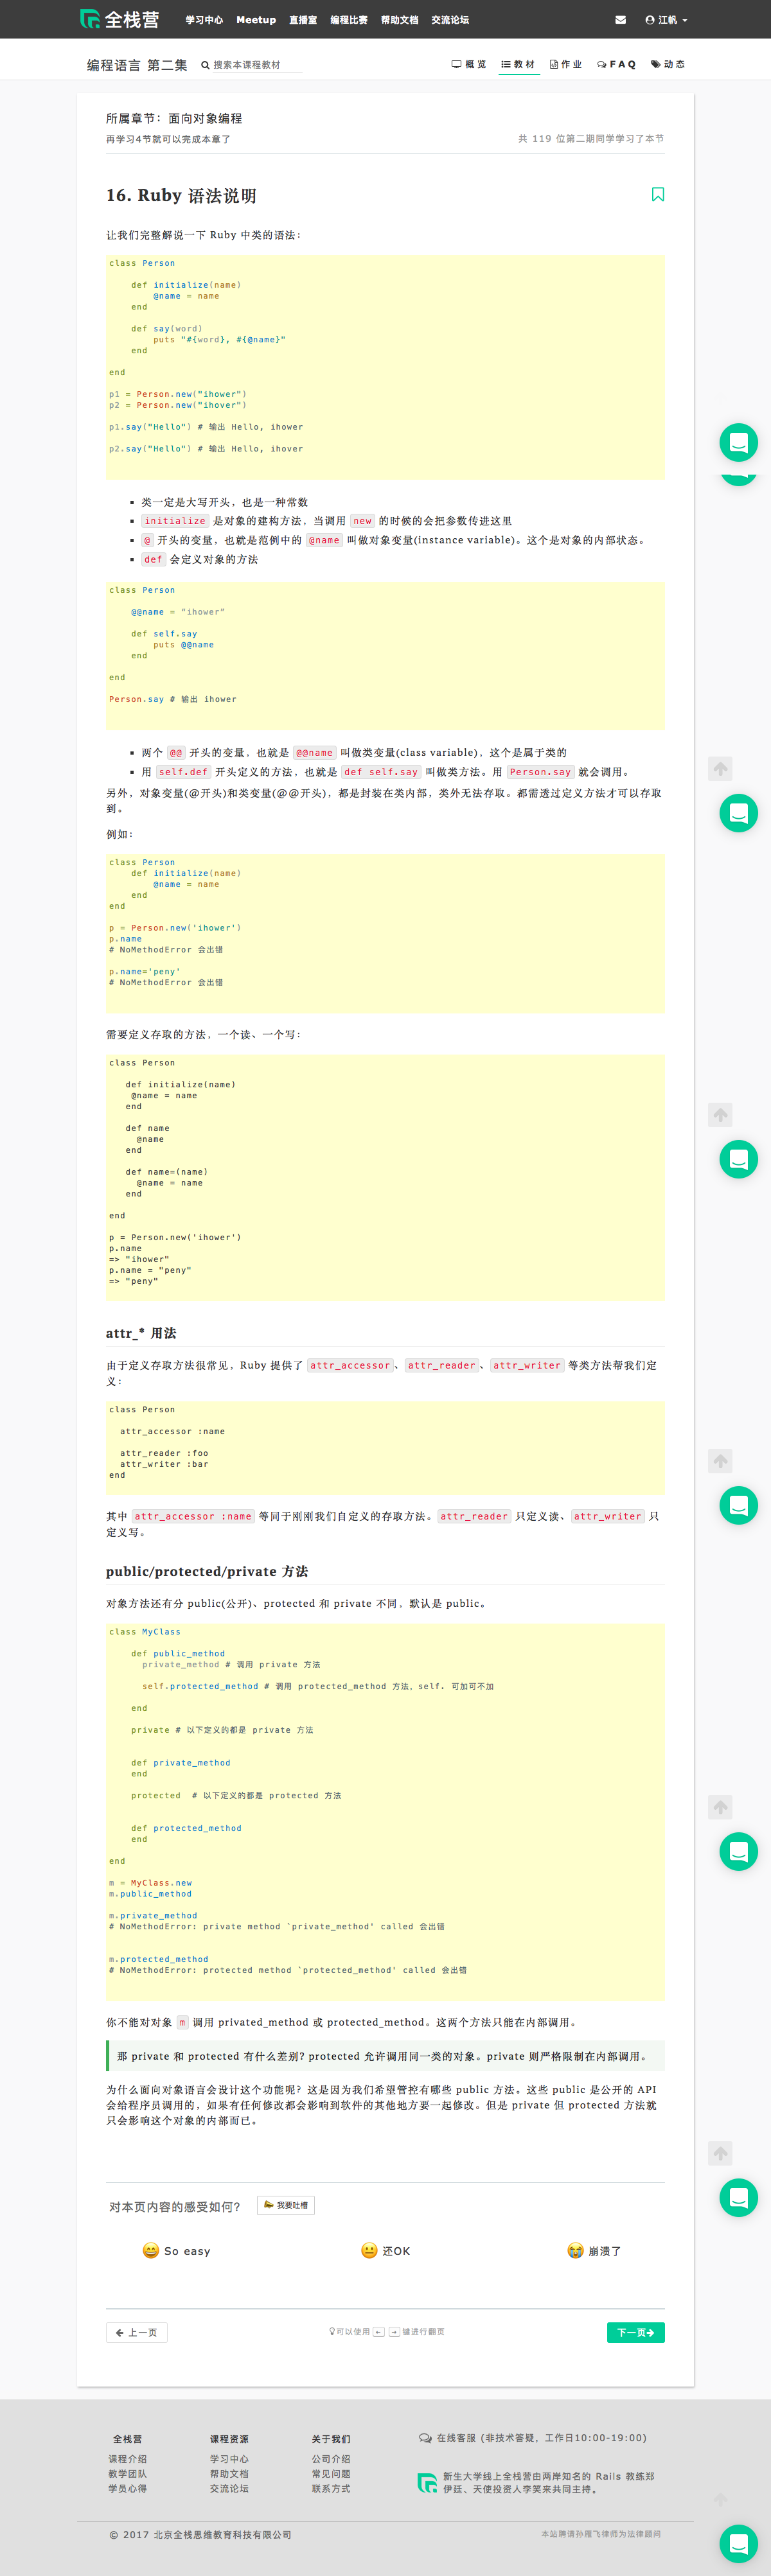 全栈营 学习中心 Meetup 直播室 编程比赛 帮助文档 交流论坛 江帆
编程语言 第二集 搜索本课程教材 概览 教材 作业 FAQ 动态
所属章节：面向对象编程
再学习4节就可以完成本章了 共 119 位第二期同学学习了本节
16. Ruby 语法说明
让我们完整解说一下 Ruby 中类的语法：
class Person
def initialize(name)
@name = name
end
def say(word)
puts "#{word}, #{@name}"
end
end
p1 = Person.new("ihower")
p2 = Person.new("ihover")
p1.say("Hello") # 输出 Hello, ihower
p2.say("Hello") # 输出 Hello, ihover
类一定是大写开头，也是一种常数
initialize 是对象的建构方法，当调用 new 的时候的会把参数传进这里
@ 开头的变量，也就是范例中的 @name 叫做对象变量(instance variable)。这个是对象的内部状态。
def 会定义对象的方法
class Person
@@name = "ihower"
def self.say
puts @@name
end
end
Person.say # 输出 ihower
两个 @@ 开头的变量，也就是 @@name 叫做类变量(class variable)，这个是属于类的
用 self.def 开头定义的方法，也就是 def self.say 叫做类方法。用 Person.say 就会调用。
另外，对象变量(@开头)和类变量(@@开头)，都是封装在类内部，类外无法存取。都需透过定义方法才可以存取
到。
例如：
class Person
def initialize(name)
@name = name
end
end
p = Person.new('ihower')
p.name
# NoMethodError 会出错
p.name='peny'
# NoMethodError 会出错
需要定义存取的方法，一个读、一个写：
class Person
def initialize(name)
@name = name
end
def name
@name
end
def name=(name)
@name = name
end
end
p = Person.new('ihower')
p.name
=> "ihower"
p.name = "peny"
=> "peny"
attr_* 用法
由于定义存取方法很常见，Ruby 提供了 attr_accessor、attr_reader、attr_writer 等类方法帮我们定
义：
class Person
attr_accessor :name
attr_reader :foo
attr_writer :bar
end
其中 attr_accessor :name 等同于刚刚我们自定义的存取方法。attr_reader 只定义读、attr_writer 只
定义写。
public/protected/private 方法
对象方法还有分 public(公开)、protected 和 private 不同，默认是 public。
class MyClass
def public_method
private_method # 调用 private 方法
self.protected_method # 调用 protected_method 方法，self. 可加可不加
end
private # 以下定义的都是 private 方法
def private_method
end
protected # 以下定义的都是 protected 方法
def protected_method
end
end
m = MyClass.new
m.public_method
m.private_method
# NoMethodError: private method `private_method' called 会出错
m.protected_method
# NoMethodError: protected method `protected_method' called 会出错
你不能对对象 m 调用 privated_method 或 protected_method。这两个方法只能在内部调用。
那 private 和 protected 有什么差别？protected 允许调用同一类的对象。private 则严格限制在内部调用。
为什么面向对象语言会设计这个功能呢？这是因为我们希望管控有哪些 public 方法。这些 public 是公开的 API
会给程序员调用的，如果有任何修改都会影响到软件的其他地方要一起修改。但是 private 但 protected 方法就
只会影响这个对象的内部而已。
对本页内容的感受如何? 我要吐槽
So easy 还OK 崩溃了
上一页 可以使用 ← → 键进行翻页 下一页
全栈营 课程资源 关于我们 在线客服 (非技术答疑，工作日10:00-19:00)
课程介绍 学习中心 公司介绍
教学团队 帮助文档 常见问题 新生大学线上全栈营由两岸知名的 Rails 教练郑
学员心得 交流论坛 联系方式 伊廷、天使投资人李笑来共同主持。
© 2017 北京全栈思维教育科技有限公司 本站聘请孙雁飞律师为法律顾问